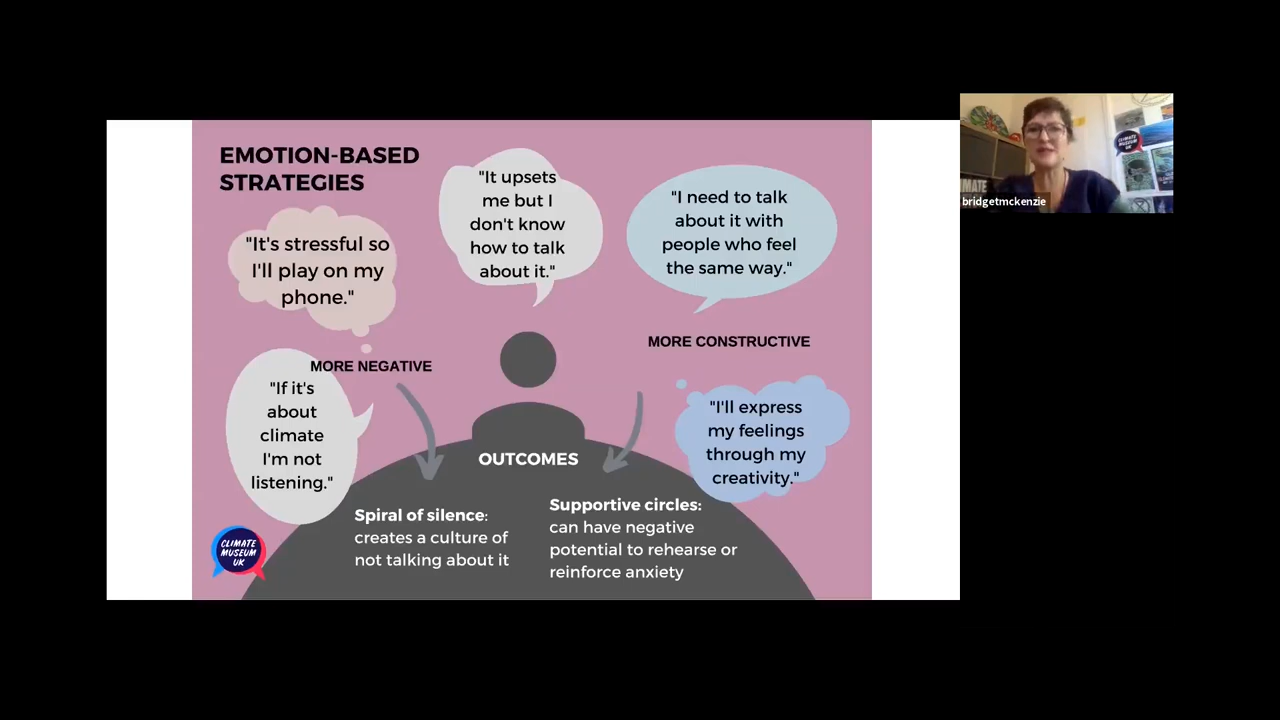 EMOTION-BASED
STRATEGIES
"It's stressful so
I'll play on my
phone."
"It upsets
me but I
don't know
how to talk
about it."
"I need to talk
about it with
people who feel
the same way."
MORE NEGATIVE
MORE CONSTRUCTIVE
"If it's
about
climate
I'm not
listening."
"I'll express
my feelings
through my
creativity."
OUTCOMES
Spiral of silence:
creates a culture of
not talking about it
Supportive circles:
can have negative
potential to rehearse or
reinforce anxiety
CLIMATE
MUSEUM
UK
bridgetmckenzie
CLIMATE
MUSEUM
UK